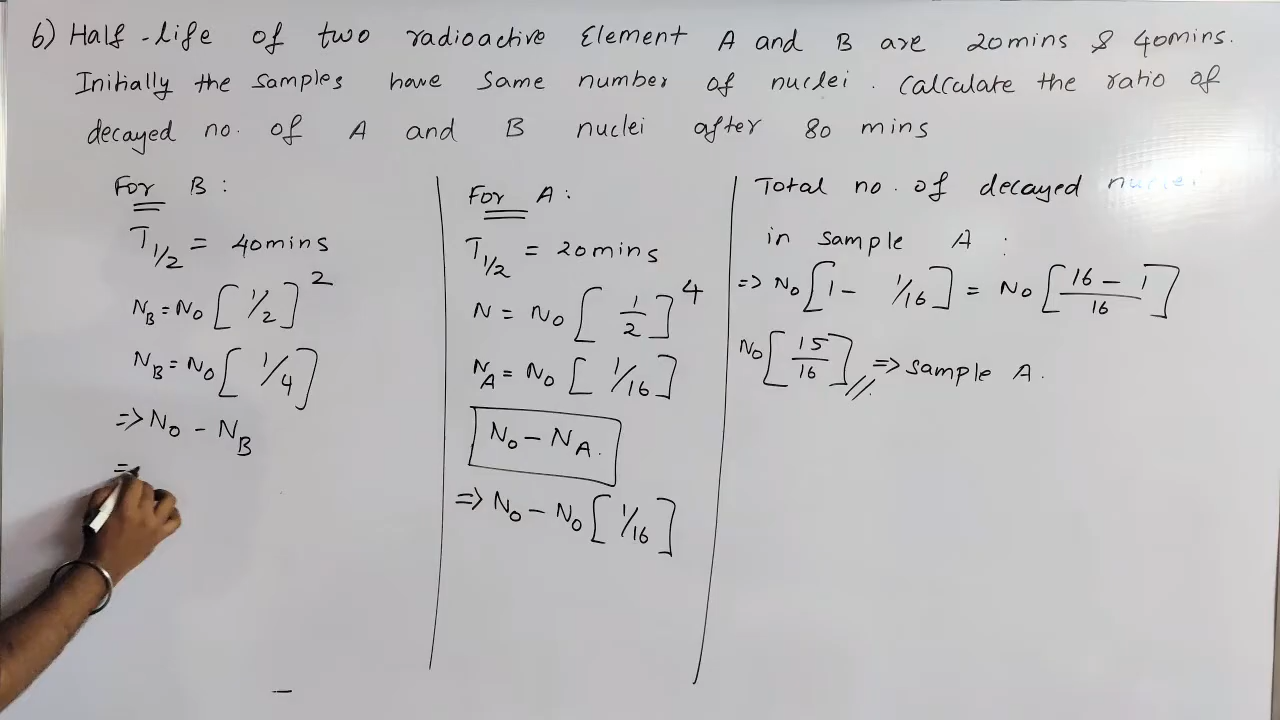 6) Half-life of two radioactive Element A and B are 20mins & 40mins.
Initially the samples have same number of nuclei. Calculate the ratio of
decayed no. of A and B nuclei after 80 mins
For B:
T1/2 = 40mins
NB = N0 [1/2]^2
NB = N0 [1/4]
=> N0 - NB
=
For A:
T1/2 = 20mins
N = N0 [1/2]^4
NA = N0 [1/16]
N0 - NA.
=> N0 - N0 [1/16]
Total no. of decayed nuclei
in sample A:
=> N0 [1 - 1/16] = N0 [16 - 1/16]
N0 [15/16] => sample A.